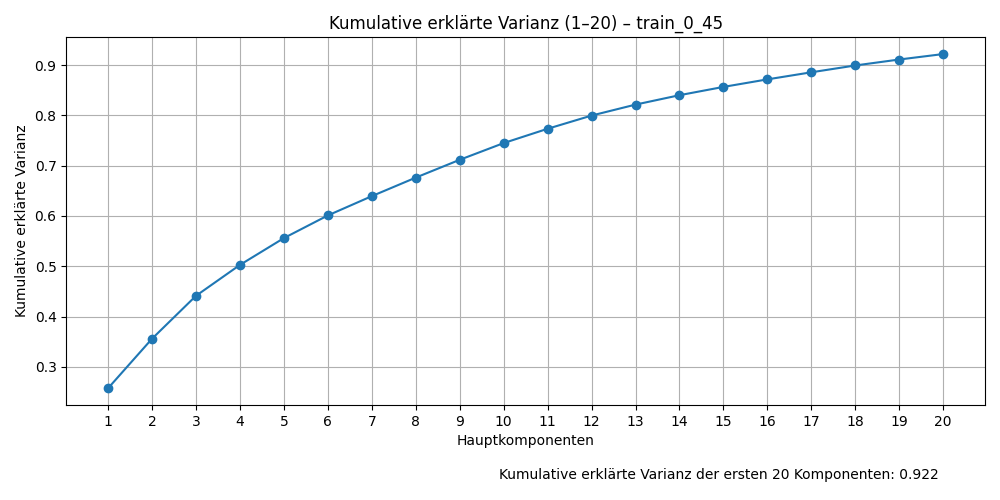 Kumulative erklärte Varianz (1–20) – train_0_45
Kumulative erklärte Varianz
0.9
0.8
0.7
0.6
0.5
0.4
0.3
1 2 3 4 5 6 7 8 9 10 11 12 13 14 15 16 17 18 19 20
Hauptkomponenten
Kumulative erklärte Varianz der ersten 20 Komponenten: 0.922